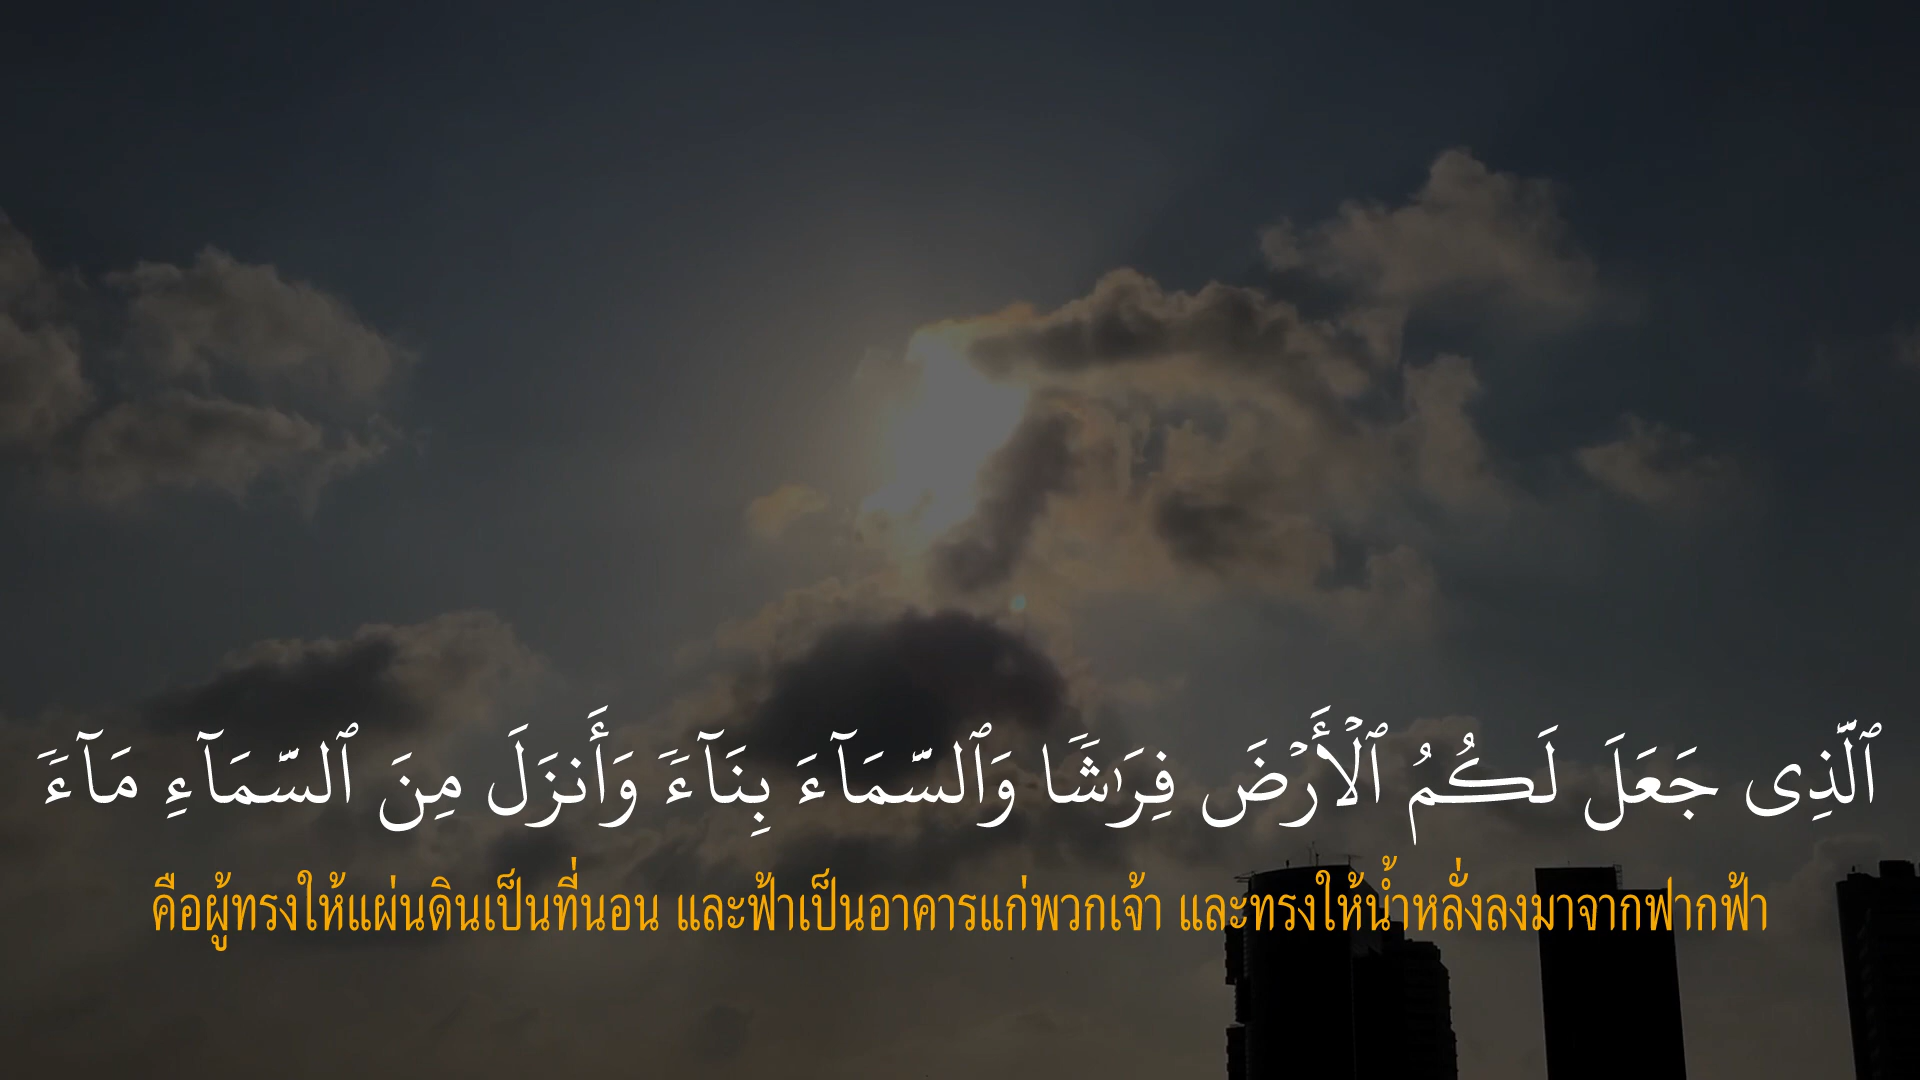 ٱلَّذِى جَعَلَ لَكُمُ ٱلْأَرْضَ فِرَٰشًا وَٱلسَّمَآءَ بِنَآءً وَأَنزَلَ مِنَ ٱلسَّمَآءِ مَآءً
คือผู้ทรงให้แผ่นดินเป็นที่นอน และฟ้าเป็นอาคารแก่พวกเจ้า และทรงให้น้ำหลั่งลงมาจากฟากฟ้า